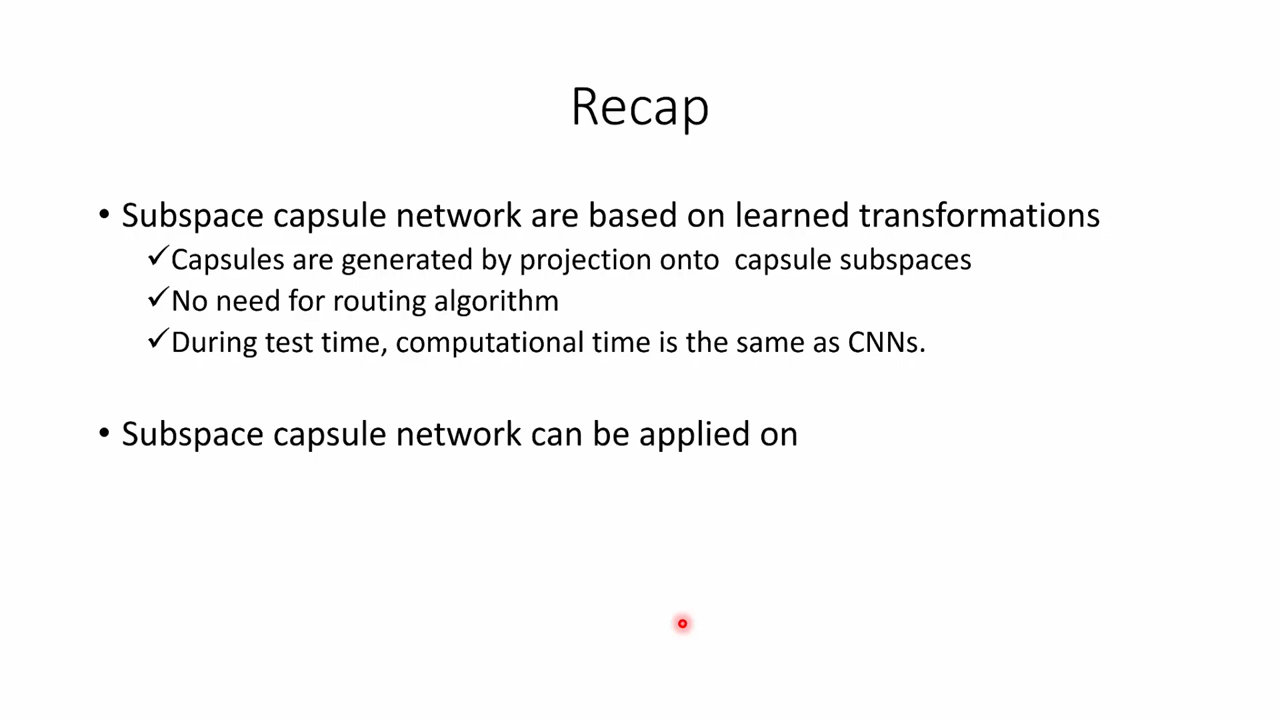 Recap
• Subspace capsule network are based on learned transformations
✓Capsules are generated by projection onto capsule subspaces
✓No need for routing algorithm
✓During test time, computational time is the same as CNNs.
• Subspace capsule network can be applied on